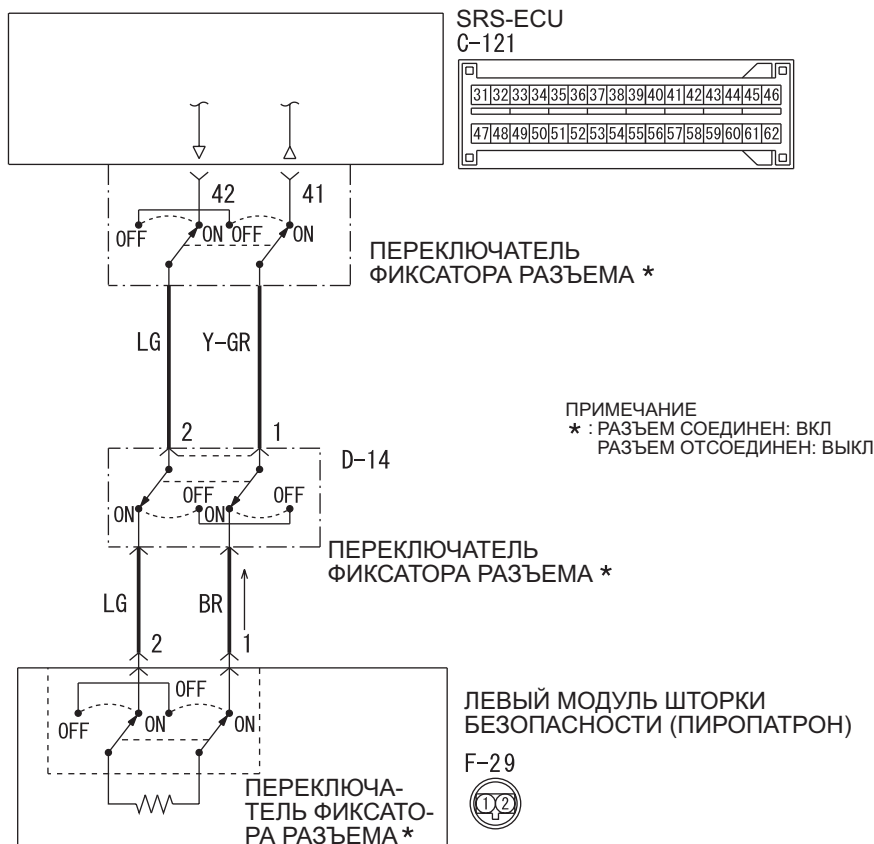 SRS-ECU
C-121
31 32 33 34 35 36 37 38 39 40 41 42 43 44 45 46
47 48 49 50 51 52 53 54 55 56 57 58 59 60 61 62
42 41
OFF ON OFF ON
ПЕРЕКЛЮЧАТЕЛЬ
ФИКСАТОРА РАЗЪЕМА *
LG Y-GR
ПРИМЕЧАНИЕ
* : РАЗЪЕМ СОЕДИНЕН: ВКЛ
РАЗЪЕМ ОТСОЕДИНЕН: ВЫКЛ
2 1
D-14
OFF OFF
ON ON
ПЕРЕКЛЮЧАТЕЛЬ
ФИКСАТОРА РАЗЪЕМА *
LG BR
2 1
OFF
OFF ON ON
ЛЕВЫЙ МОДУЛЬ ШТОРКИ
БЕЗОПАСНОСТИ (ПИРОПАТРОН)
F-29
1 2
ПЕРЕКЛЮЧА-
ТЕЛЬ ФИКСАТО-
РА РАЗЪЕМА *